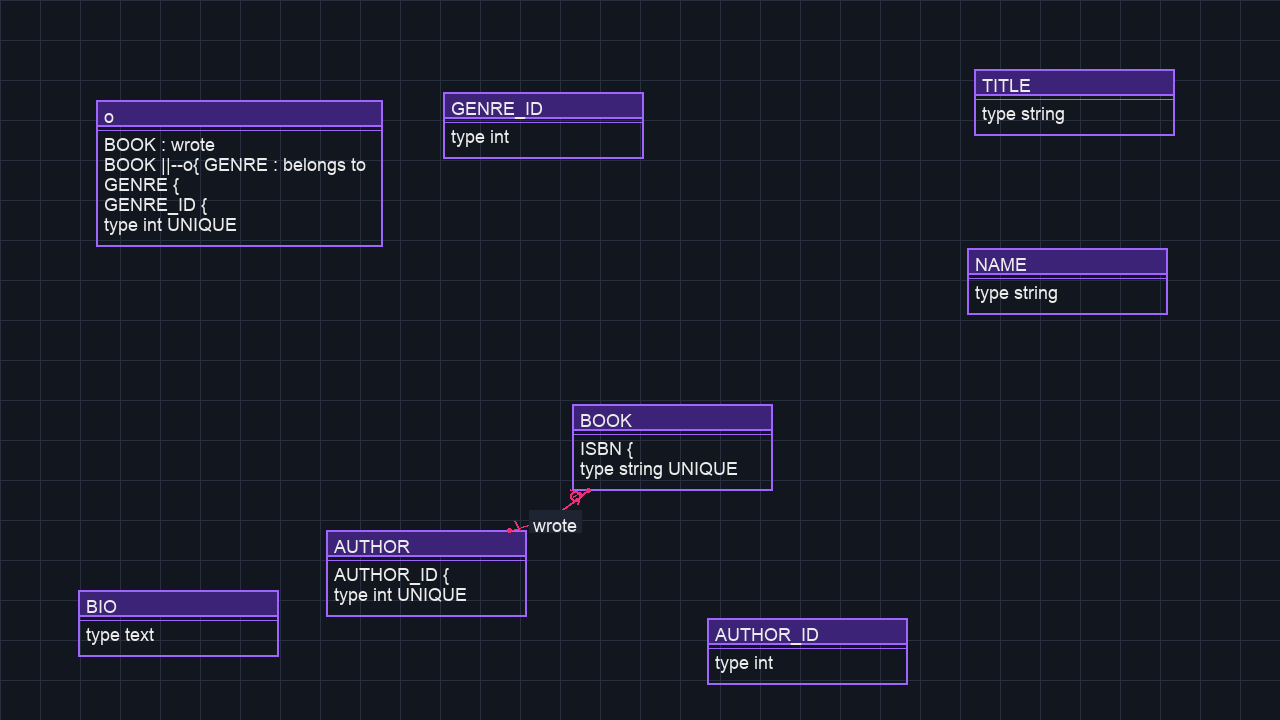 o
BOOK : wrote
BOOK ||--o{ GENRE : belongs to
GENRE {
GENRE_ID {
type int UNIQUE
GENRE_ID
type int
TITLE
type string
NAME
type string
BOOK
ISBN {
type string UNIQUE
wrote
AUTHOR
AUTHOR_ID {
type int UNIQUE
BIO
type text
AUTHOR_ID
type int